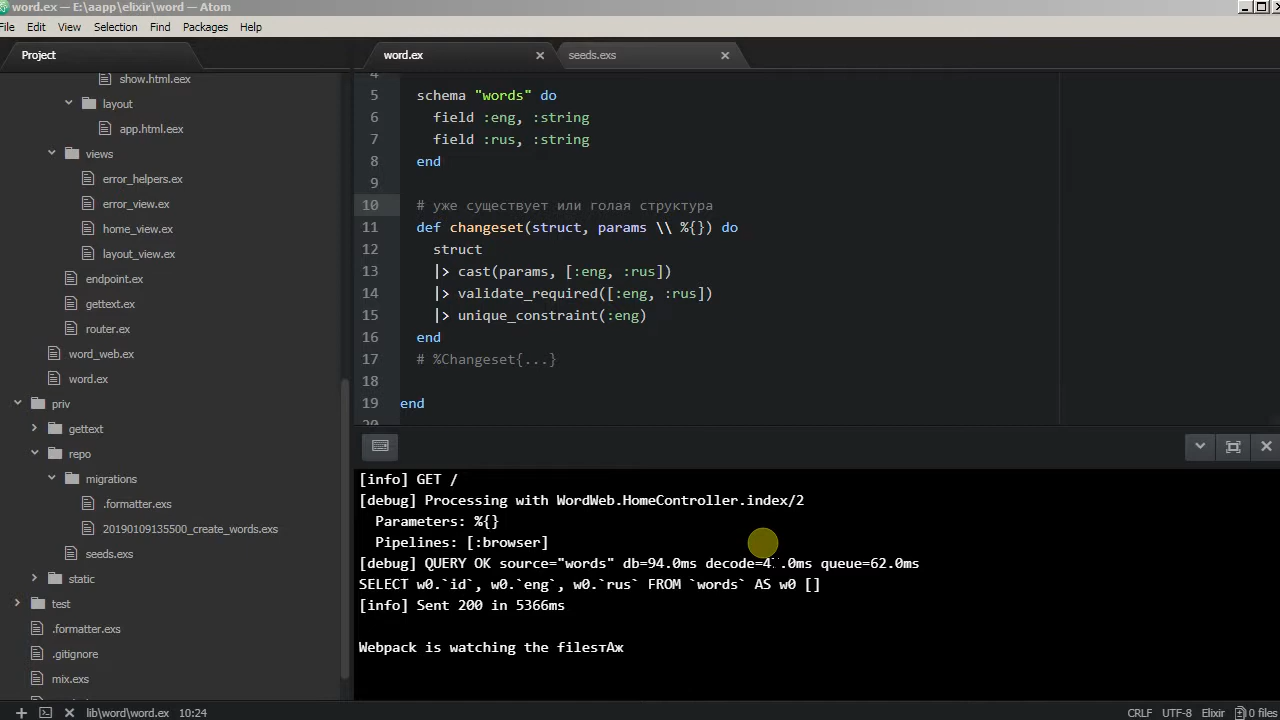 word.ex — E:\aapp\elixir\word — Atom
File Edit View Selection Find Packages Help
Project
word.ex
seeds.exs
show.html.eex
layout
app.html.eex
views
error_helpers.ex
error_view.ex
home_view.ex
layout_view.ex
endpoint.ex
gettext.ex
router.ex
word_web.ex
word.ex
priv
gettext
repo
migrations
.formatter.exs
20190109135500_create_words.exs
seeds.exs
static
test
.formatter.exs
.gitignore
mix.exs
4
5 schema "words" do
6 field :eng, :string
7 field :rus, :string
8 end
9
10 # уже существует или голая структура
11 def changeset(struct, params \\ %{}) do
12 struct
13 |> cast(params, [:eng, :rus])
14 |> validate_required([:eng, :rus])
15 |> unique_constraint(:eng)
16 end
17 # %Changeset{...}
18
19 end
[info] GET /
[debug] Processing with WordWeb.HomeController.index/2
Parameters: %{}
Pipelines: [:browser]
[debug] QUERY OK source="words" db=94.0ms queue=62.0ms
SELECT w0.`id`, w0.`eng`, w0.`rus` FROM `words` AS w0 []
[info] Sent 200 in 5366ms
Webpack is watching the filesтАж
lib\word\word.ex 10:24
CRLF UTF-8 Elixir 0 files